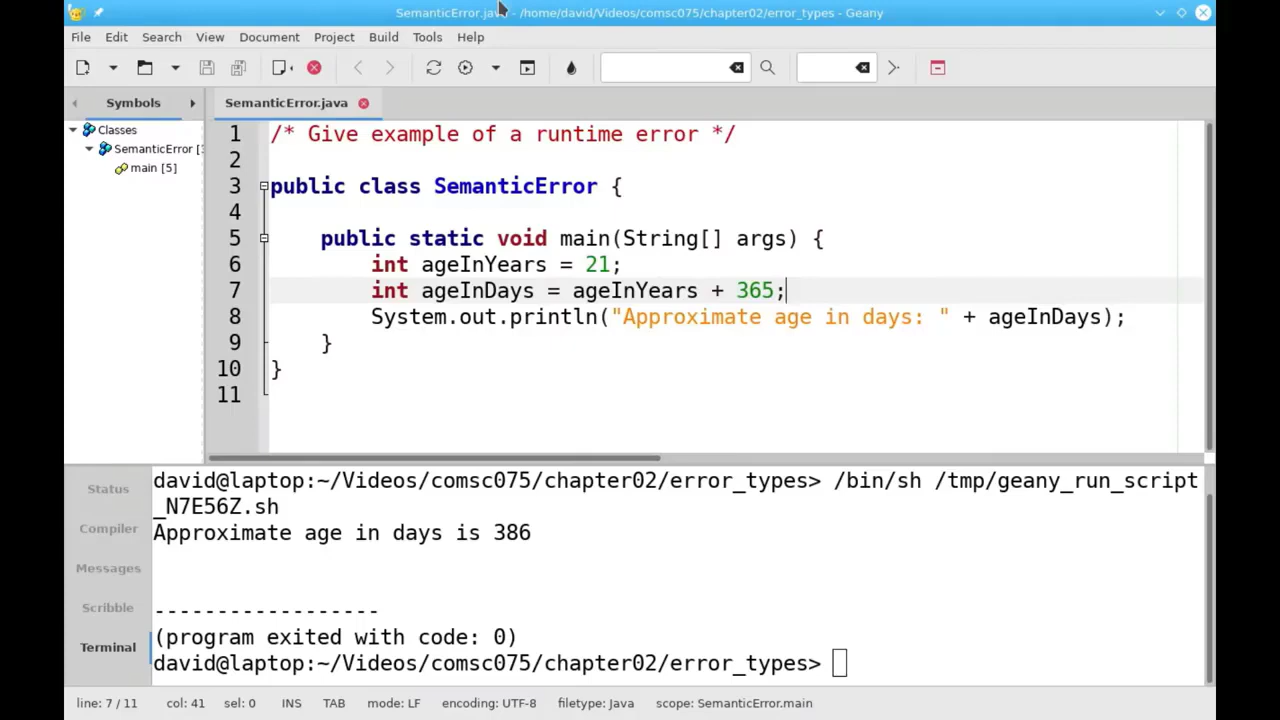 SemanticError.java - /home/david/Videos/comsc075/chapter02/error_types - Geany
File Edit Search View Document Project Build Tools Help
Symbols
SemanticError.java
Classes
SemanticError [
main [5]
1 /* Give example of a runtime error */
2
3 public class SemanticError {
4
5 public static void main(String[] args) {
6 int ageInYears = 21;
7 int ageInDays = ageInYears + 365;
8 System.out.println("Approximate age in days: " + ageInDays);
9 }
10 }
11
Status
Compiler
Messages
Scribble
Terminal
david@laptop:~/Videos/comsc075/chapter02/error_types> /bin/sh /tmp/geany_run_script
_N7E56Z.sh
Approximate age in days is 386
------------------
(program exited with code: 0)
david@laptop:~/Videos/comsc075/chapter02/error_types>
line: 7 / 11 col: 41 sel: 0 INS TAB mode: LF encoding: UTF-8 filetype: Java scope: SemanticError.main